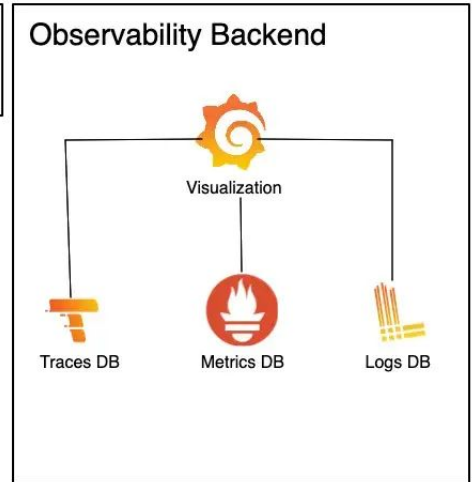 Observability Backend
Visualization
Traces DB
Metrics DB
Logs DB